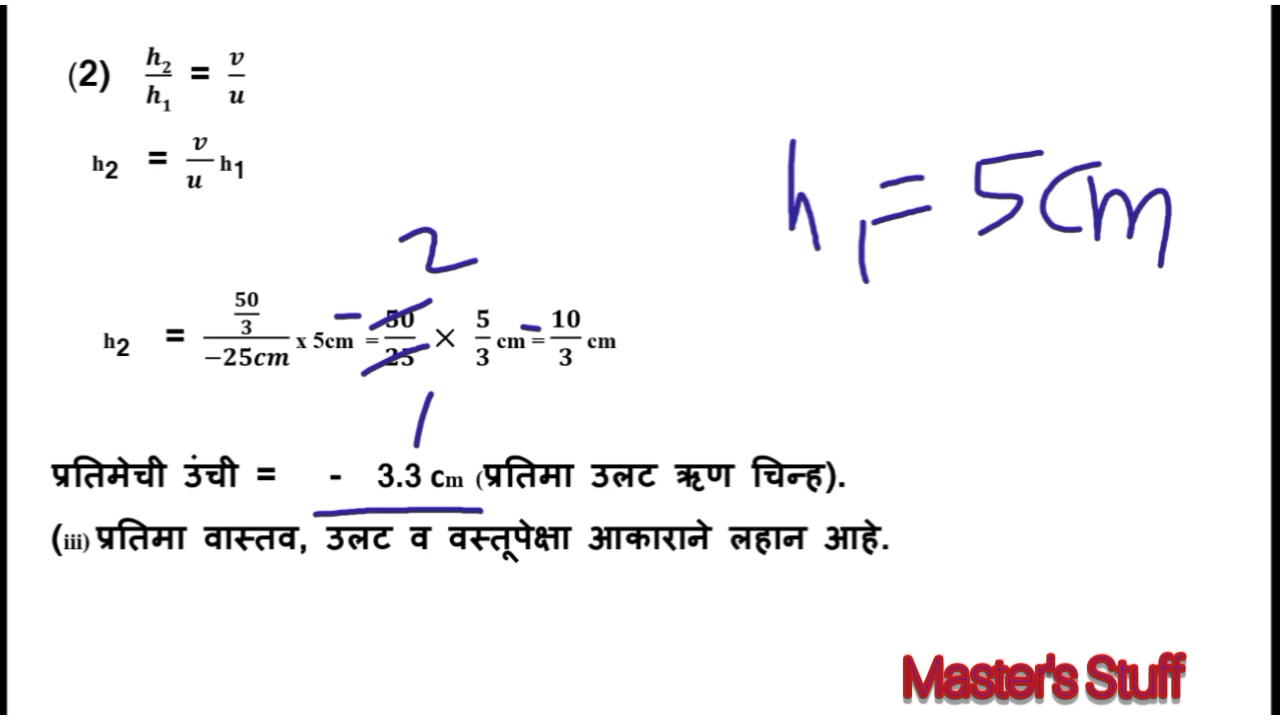 (2) h₂/h₁ = v/u
h₂ = v/u h₁
h₁ = 5cm
2
h₂ = 50/3 / −25cm x 5cm = − 50/25 × 5/3 cm = − 10/3 cm
1
प्रतिमेची उंची = - 3.3 cm (प्रतिमा उलट ऋण चिन्ह).
(iii) प्रतिमा वास्तव, उलट व वस्तूपेक्षा आकाराने लहान आहे.
Master's Stuff